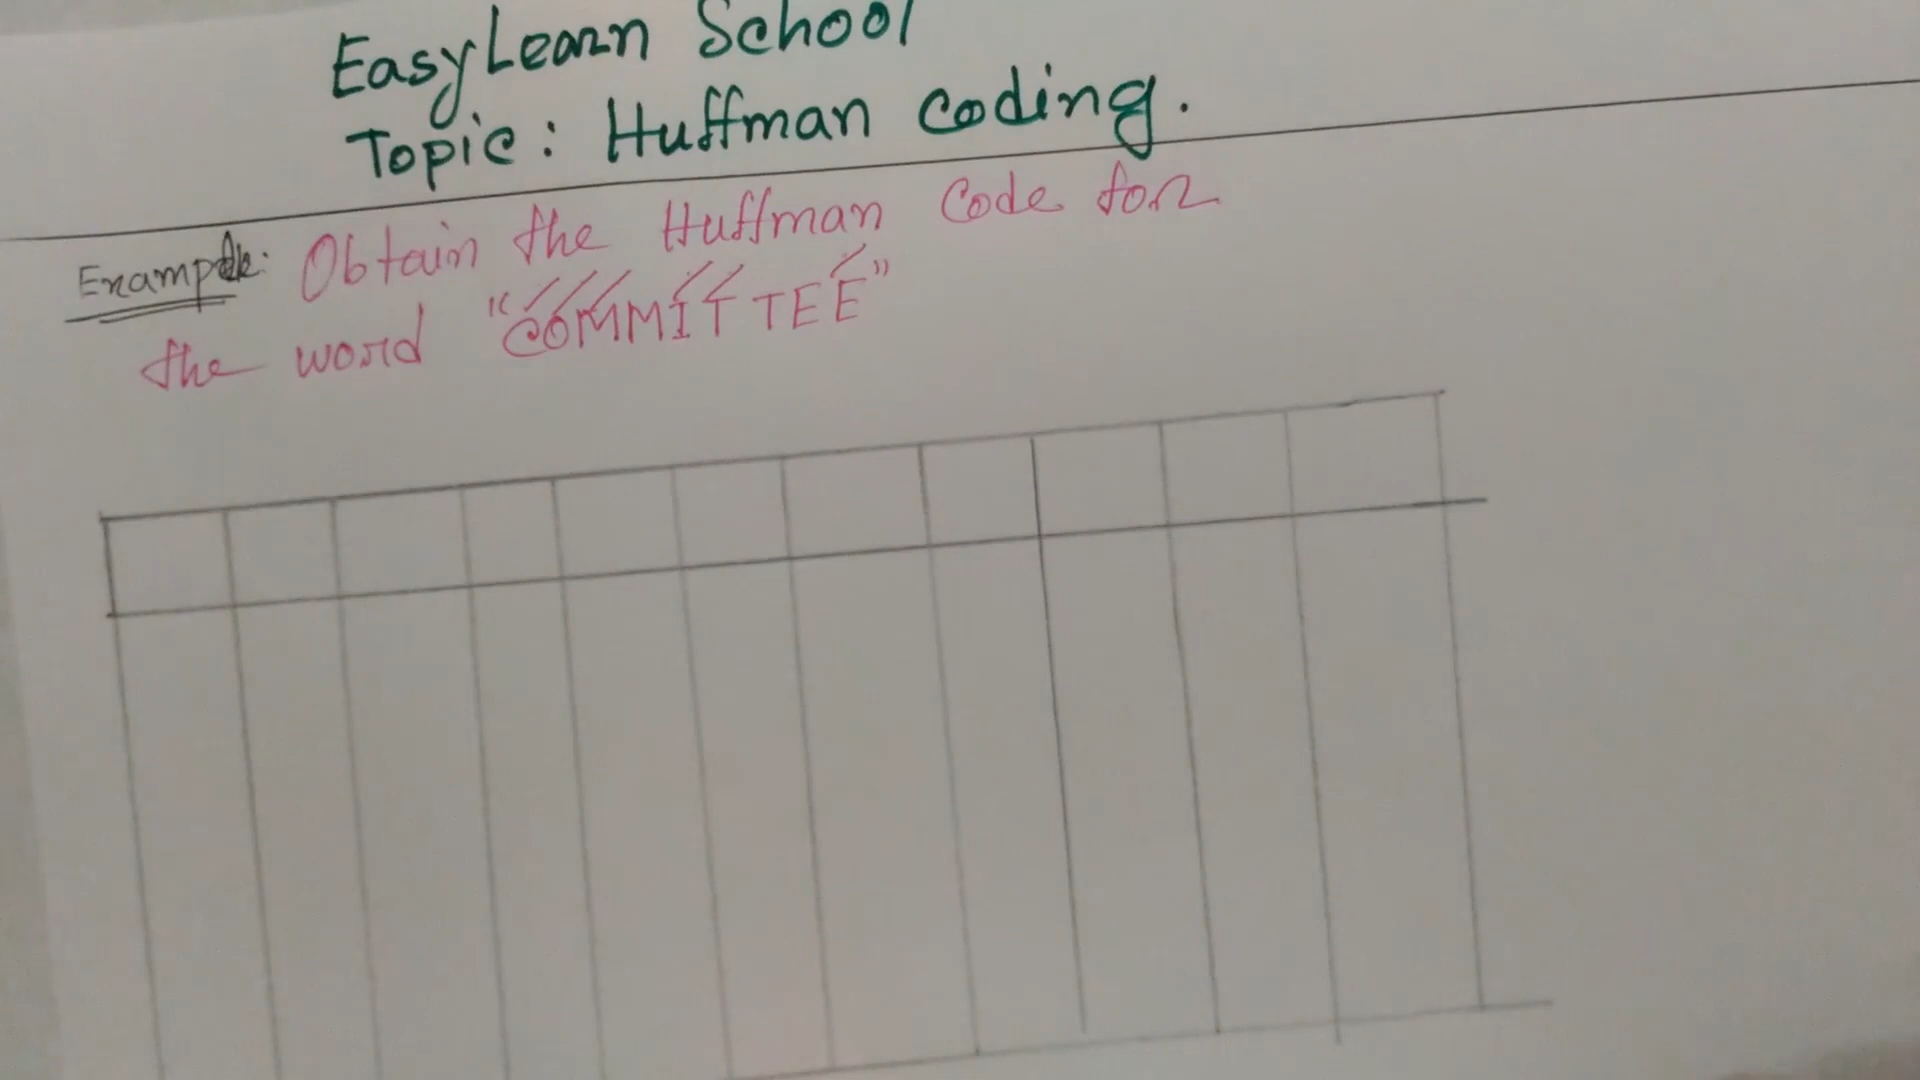 EasyLearn School
Topic: Huffman coding.
Example: Obtain the Huffman Code for
the word "COMMITTEE"